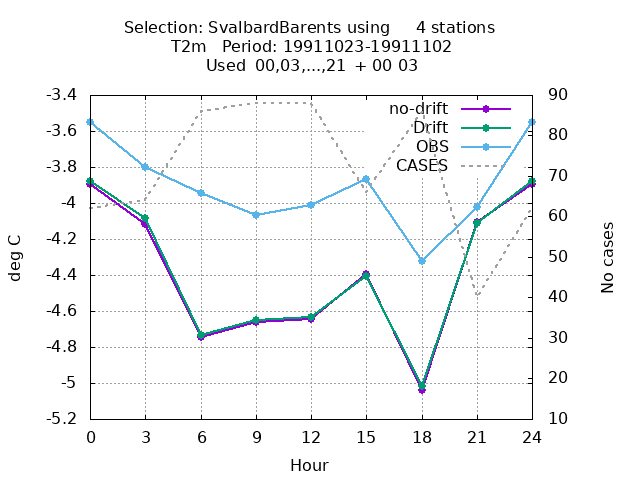 Selection: SvalbardBarents using     4 stations
T2m   Period: 19911023-19911102
Used  00,03,...,21  + 00 03
no-drift
Drift
OBS
CASES
-3.4
-3.6
-3.8
-4
-4.2
-4.4
-4.6
-4.8
-5
-5.2
90
80
70
60
50
40
30
20
10
deg C
No cases
0 3 6 9 12 15 18 21 24
Hour